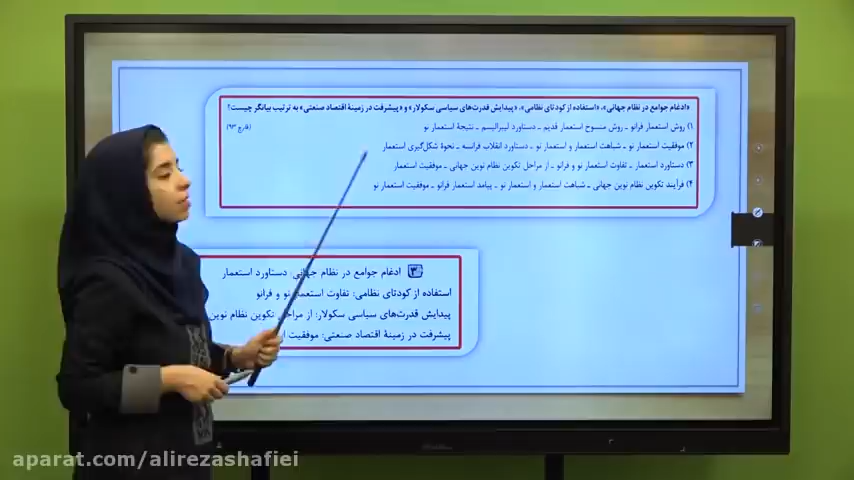 «ادغام جوامع در نظام جهانی»، «استفاده از کودتای نظامی»، «پیدایش قدرت‌های سیاسی سکولار» و «پیشرفت در زمینهٔ اقتصاد صنعتی» به ترتیب بیانگر چیست؟
(خارج ۹۳)
۱) روش استعمار فرانو ـ روش منسوخ استعمار قدیم ـ دستاورد لیبرالیسم ـ نتیجهٔ استعمار نو
۲) موفقیت استعمار نو ـ شباهت استعمار و استعمار نو ـ دستاورد انقلاب فرانسه ـ نحوهٔ شکل‌گیری استعمار
۳) دستاورد استعمار ـ تفاوت استعمار نو و فرانو ـ از مراحل تکوین نظام نوین جهانی ـ موفقیت استعمار
۴) فرآیند تکوین نظام نوین جهانی ـ شباهت استعمار و استعمار نو ـ پیامد استعمار فرانو ـ موفقیت استعمار نو
۳ ادغام جوامع در نظام جهانی: دستاورد استعمار
استفاده از کودتای نظامی: تفاوت استعمار نو و فرانو
پیدایش قدرت‌های سیاسی سکولار: از مراحل تکوین نظام نوین
پیشرفت در زمینهٔ اقتصاد صنعتی: موفقیت
aparat.com/alirezashafiei